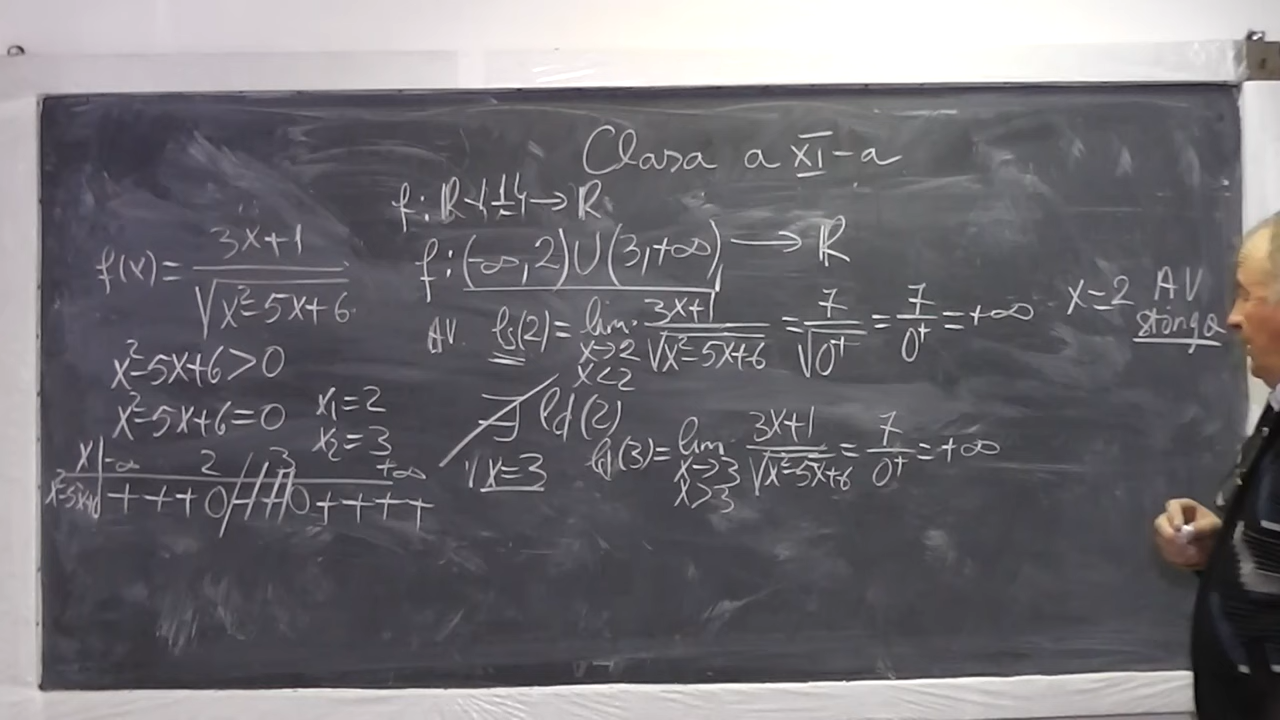 Clasa a XI-a
f: R-{1} → R
f(x) = (3x+1)/√(x²-5x+6)
f: (-∞, 2) ∪ (3, +∞) → R
AV. ls(2) = lim x→2 x<2 (3x+1)/√(x²-5x+6) = 7/√0⁺ = 7/0⁺ = +∞
x=2 AV
stânga
x²-5x+6>0
x²-5x+6=0
x₁=2
x₂=3
∄ ld(2)
x=3
ld(3) = lim x→3 x>3 (3x+1)/√(x²-5x+6) = 7/0⁺ = +∞
x | -∞ 2 3 +∞
x²-5x+6 | + + + 0 //// 0 + + + +